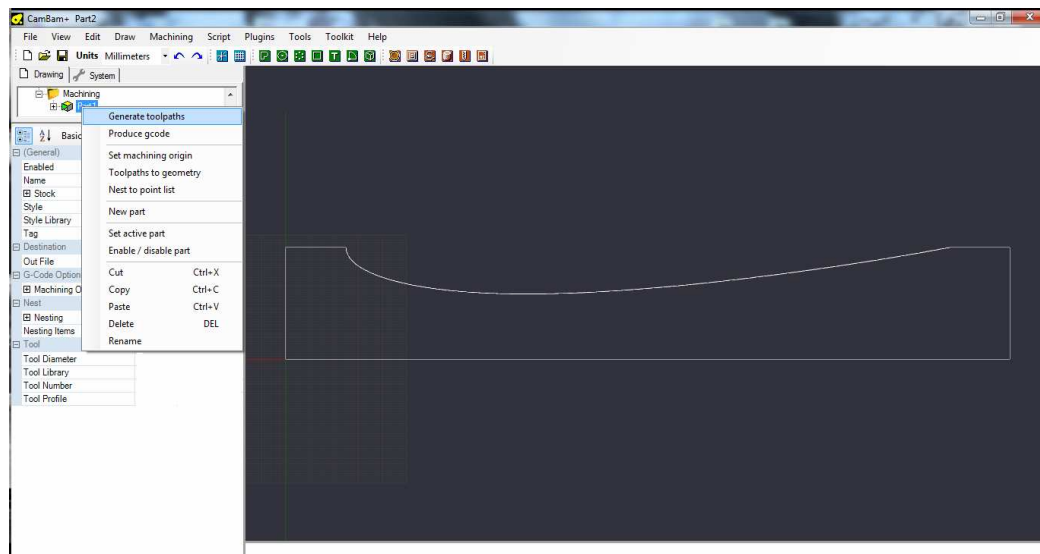 CamBam+ Part2
File View Edit Draw Machining Script Plugins Tools Toolkit Help
Units Millimeters
Drawing System
Machining
Generate toolpaths
Basic
Produce gcode
(General)
Set machining origin
Enabled
Toolpaths to geometry
Name
Stock
Nest to point list
Style
Style Library
New part
Tag
Set active part
Destination
Enable / disable part
Out File
G-Code Option
Cut Ctrl+X
Machining O
Copy Ctrl+C
Nest
Nesting
Paste Ctrl+V
Nesting Items
Delete DEL
Tool
Rename
Tool Diameter
Tool Library
Tool Number
Tool Profile